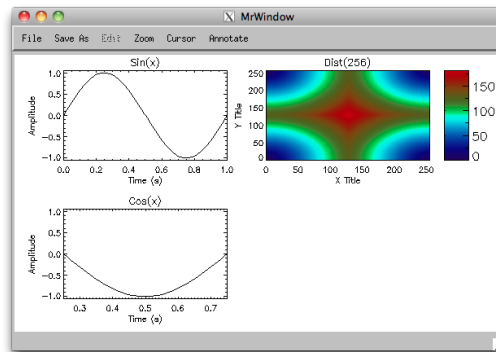 MrWindow
File Save As Edit Zoom Cursor Annotate
Sin(x)
1.0
0.5
0.0
−0.5
−1.0
Amplitude
0.0 0.2 0.4 0.6 0.8 1.0
Time (s)
Dist(256)
250
200
150
100
50
0
Y Title
0 50 100 150 200 250
X Title
150
100
50
0
Cos(x)
1.0
0.5
0.0
−0.5
−1.0
Amplitude
0.3 0.4 0.5 0.6 0.7
Time (s)